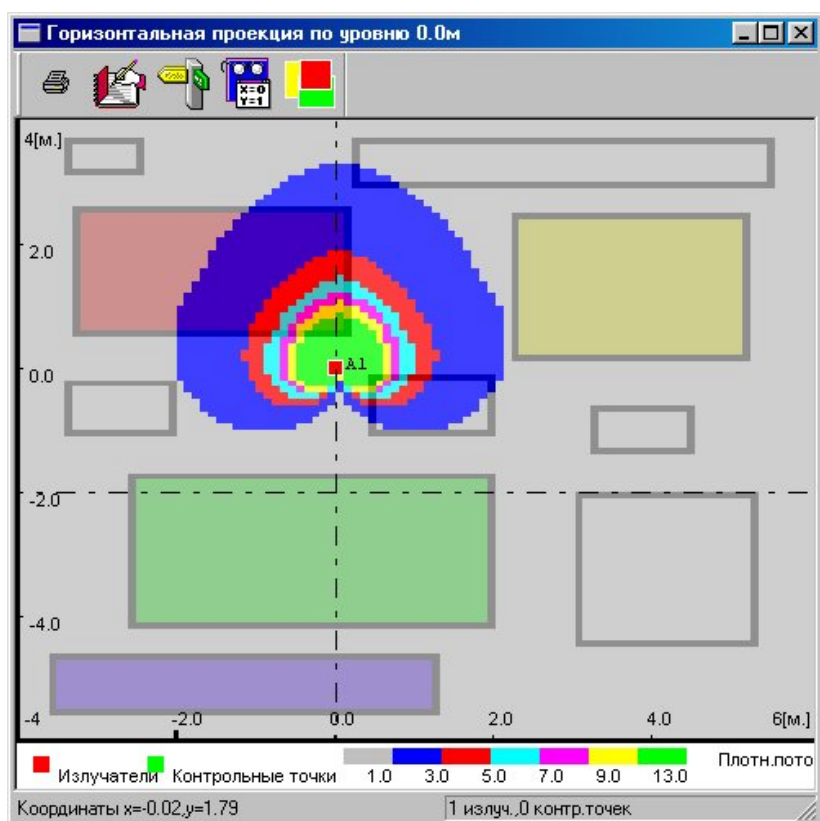 Горизонтальная проекция по уровню 0.0м
X=0
Y=1
4[м.]
2.0
0.0
A1
-2.0
-4.0
-4 -2.0 0.0 2.0 4.0 6[м.]
Излучатели Контрольные точки 1.0 3.0 5.0 7.0 9.0 13.0 Плотн.пото
Координаты x=-0.02,y=1.79 1 излуч.,0 контр.точек